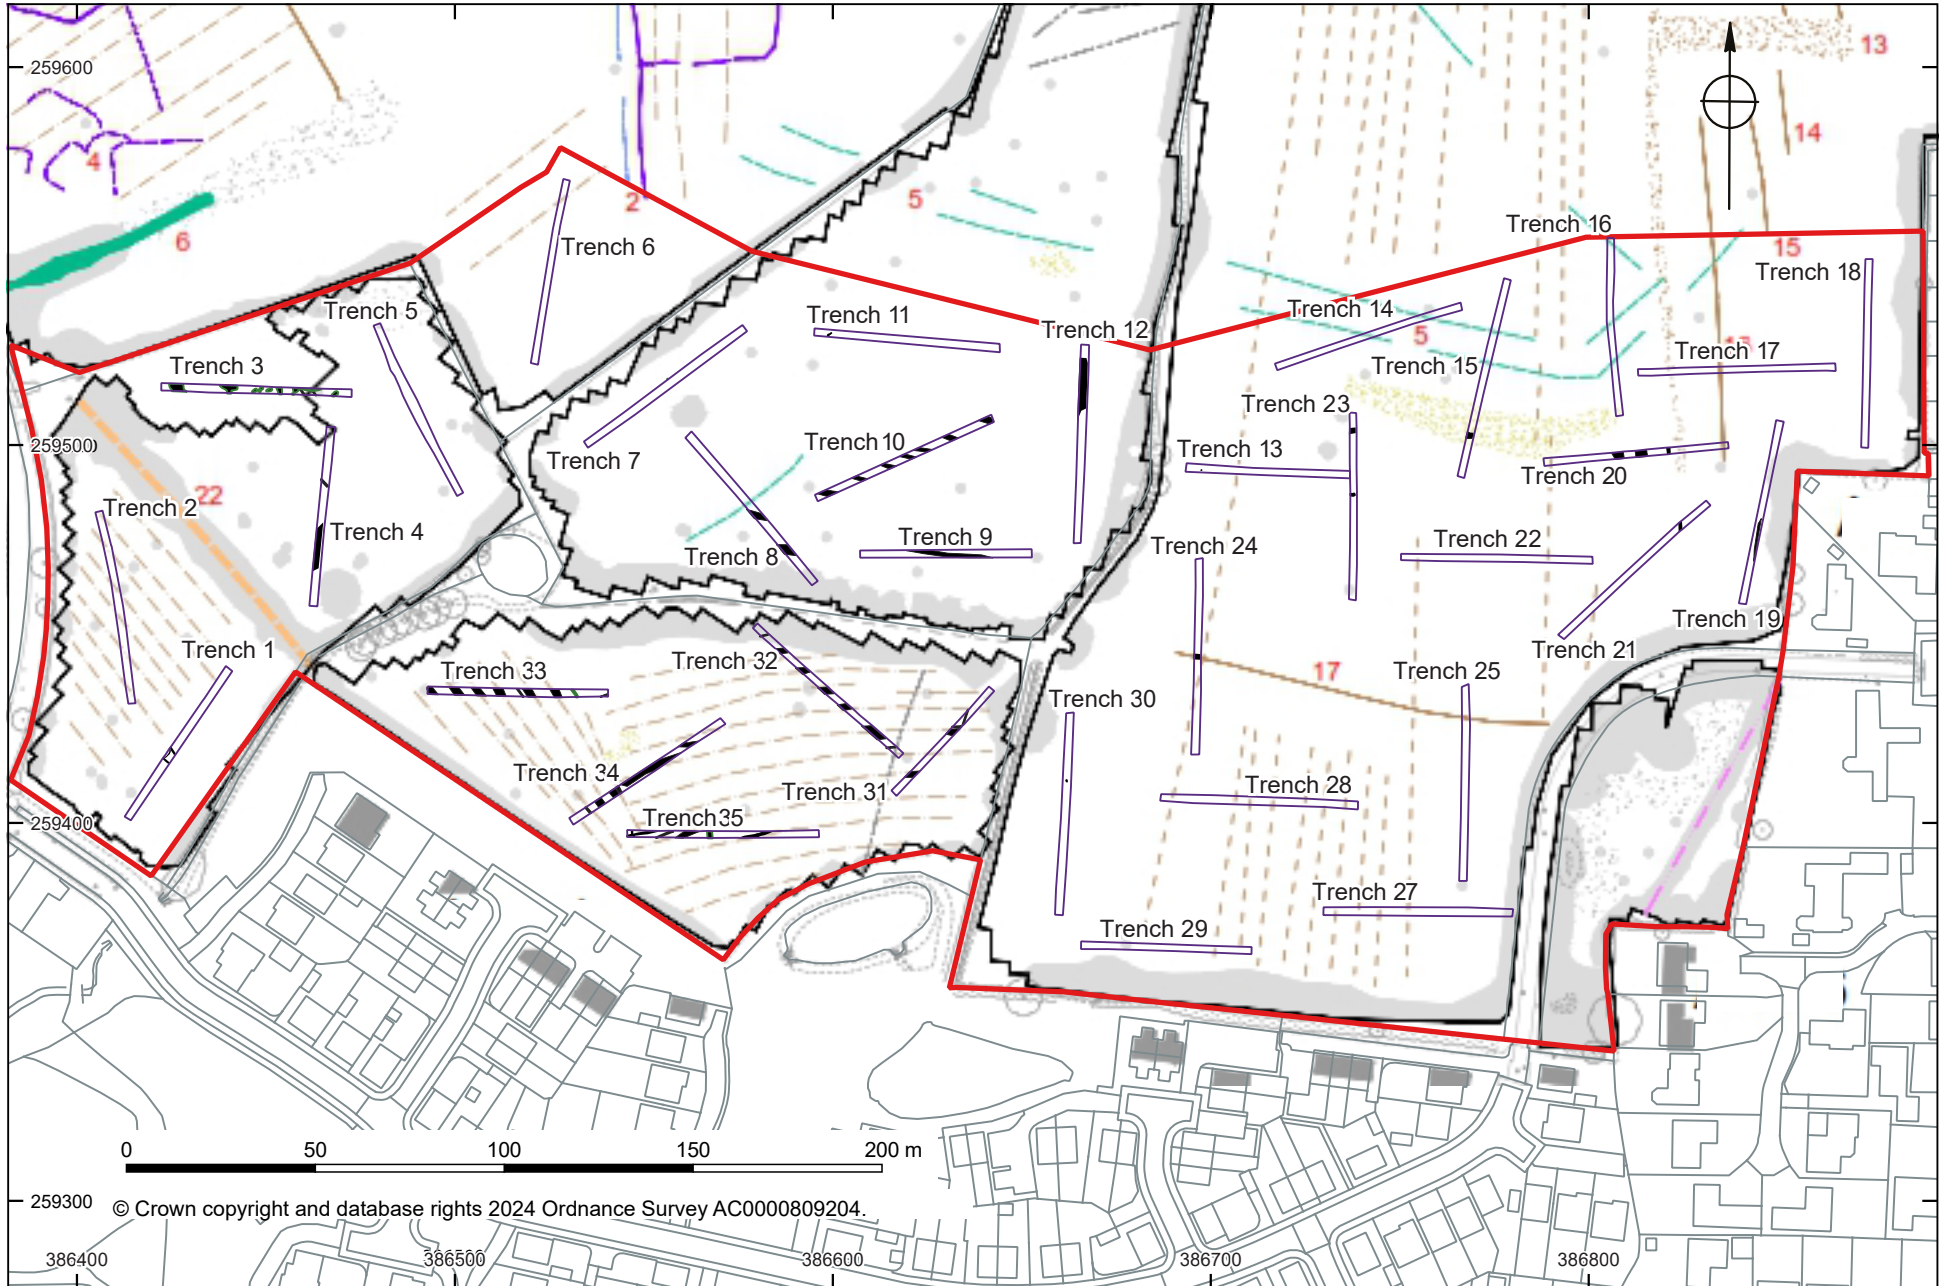 259600
13
14
4
2
5
6
Trench 16
15
Trench 6
Trench 18
Trench 5
Trench 11
Trench 12
Trench 14
5
Trench 3
Trench 15
Trench 17
Trench 23
259500
Trench 10
Trench 13
Trench 7
Trench 20
22
Trench 2
Trench 4
Trench 9
Trench 8
Trench 24
Trench 22
Trench 19
Trench 21
Trench 1
Trench 32
Trench 33
17
Trench 25
Trench 30
Trench 34
Trench 31
Trench 28
Trench 35
259400
Trench 27
Trench 29
0 50 100 150 200 m
259300
© Crown copyright and database rights 2024 Ordnance Survey AC0000809204.
386400 386500 386600 386700 386800